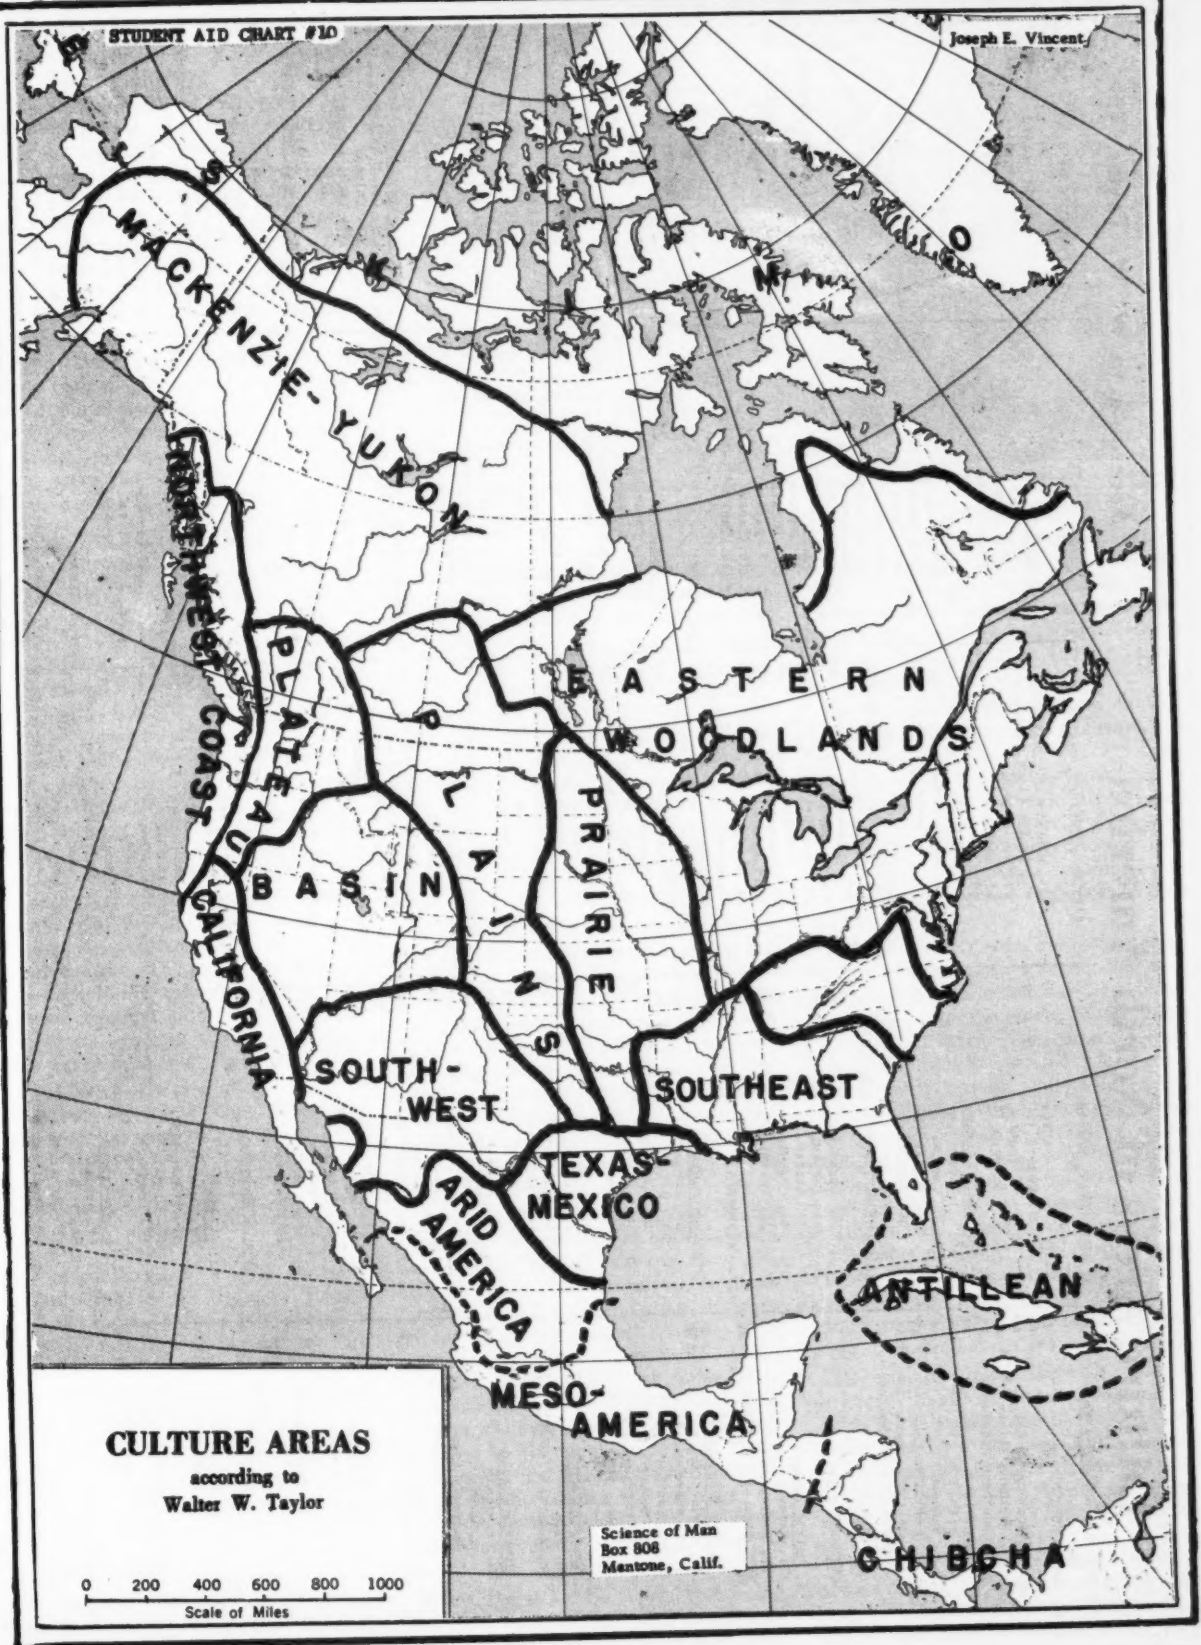 STUDENT AID CHART #10
Joseph E. Vincent
E S K I M O
MACKENZIE-YUKON
NORTHWEST COAST
PLATEAU
PLAINS
EASTERN
WOODLANDS
PRAIRIE
BASIN
CALIFORNIA
SOUTH-
WEST
SOUTHEAST
TEXAS-
MEXICO
ARID
AMERICA
ANTILLEAN
MESO-
AMERICA
CHIBCHA
CULTURE AREAS
according to
Walter W. Taylor
0 200 400 600 800 1000
Scale of Miles
Science of Man
Box 808
Mentone, Calif.